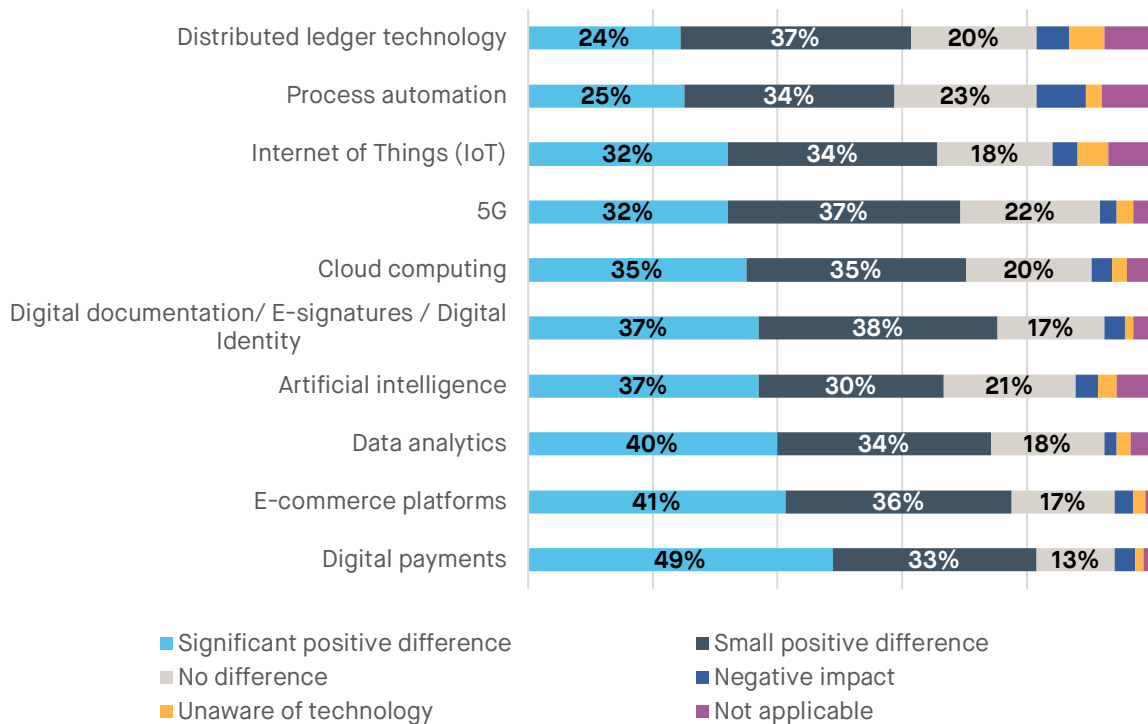 Distributed ledger technology 24% 37% 20%
Process automation 25% 34% 23%
Internet of Things (IoT) 32% 34% 18%
5G 32% 37% 22%
Cloud computing 35% 35% 20%
Digital documentation/ E-signatures / Digital
Identity 37% 38% 17%
Artificial intelligence 37% 30% 21%
Data analytics 40% 34% 18%
E-commerce platforms 41% 36% 17%
Digital payments 49% 33% 13%
Significant positive difference Small positive difference
No difference Negative impact
Unaware of technology Not applicable